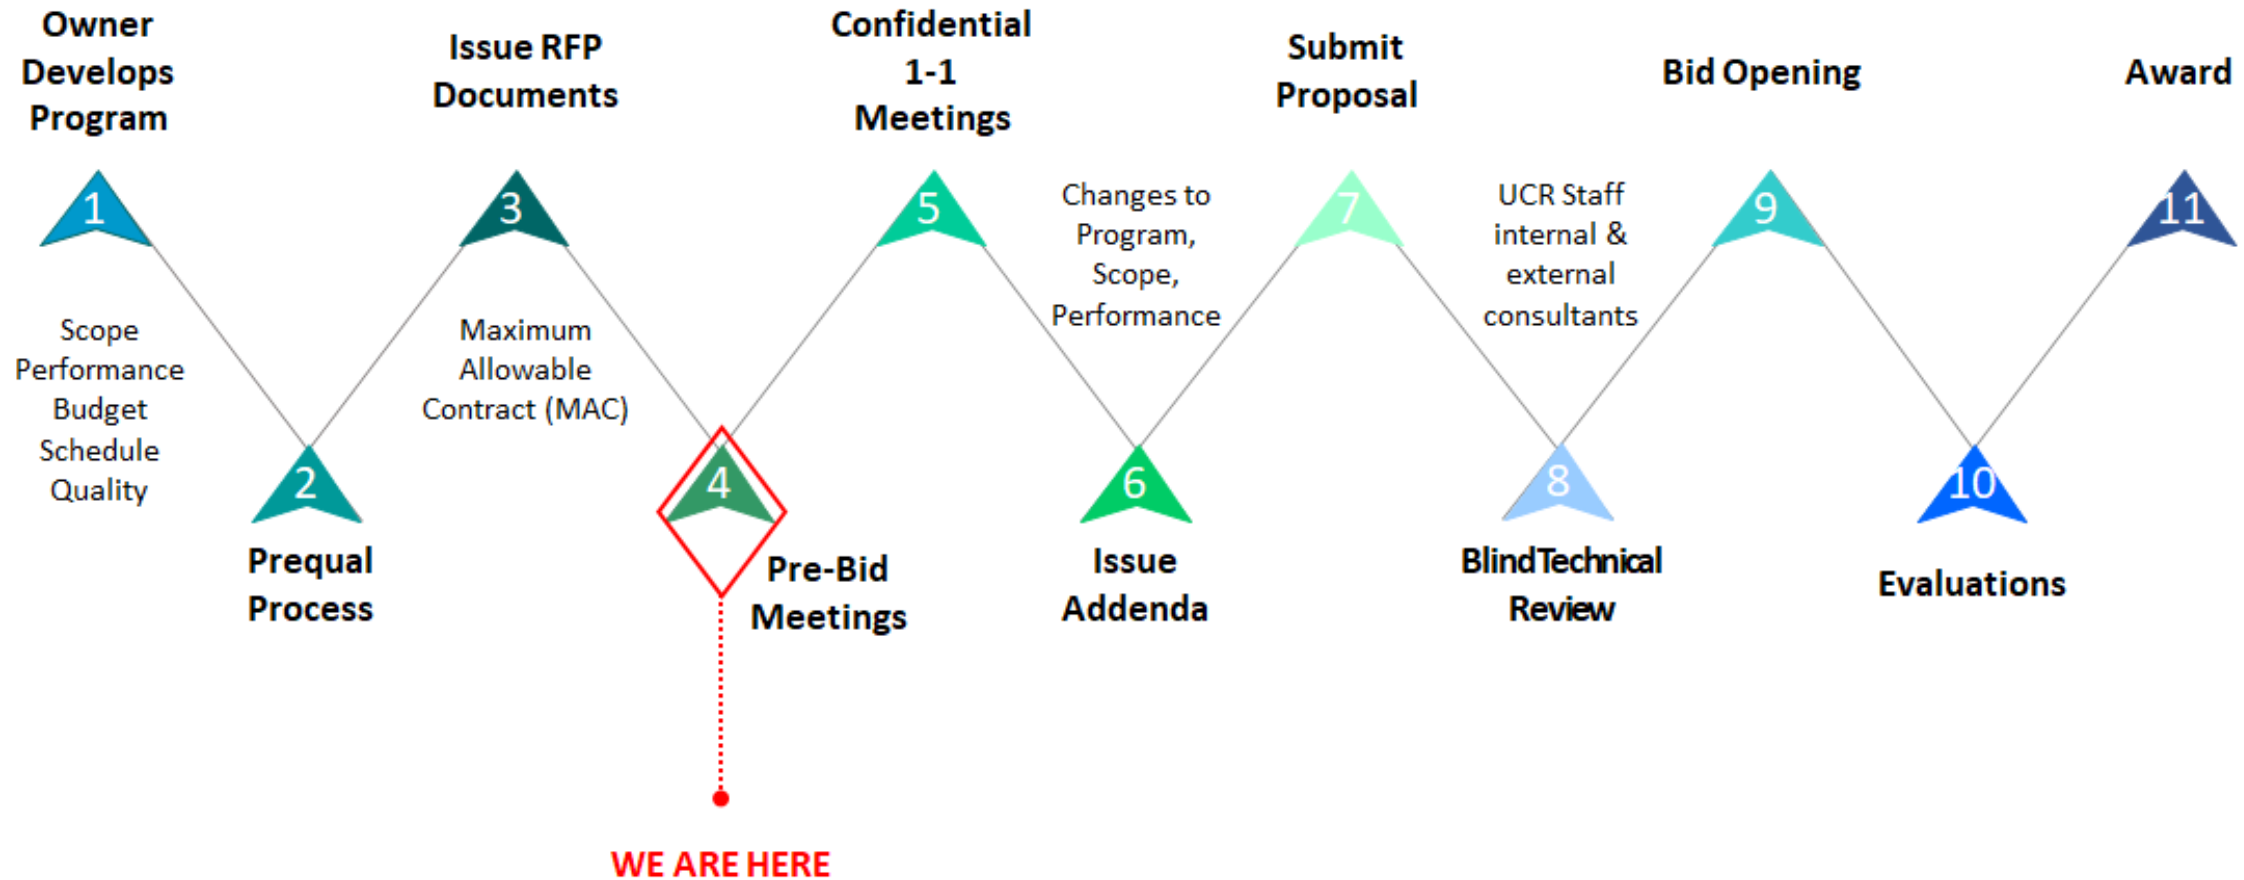 Owner
Develops
Program
Issue RFP
Documents
Confidential
1-1
Meetings
Submit
Proposal
Bid Opening
Award
1
3
5
7
9
11
Scope
Performance
Budget
Schedule
Quality
Maximum
Allowable
Contract (MAC)
Changes to
Program,
Scope,
Performance
UCR Staff
internal &
external
consultants
2
4
6
8
10
Prequal
Process
Pre-Bid
Meetings
Issue
Addenda
Blind Technical
Review
Evaluations
WE ARE HERE